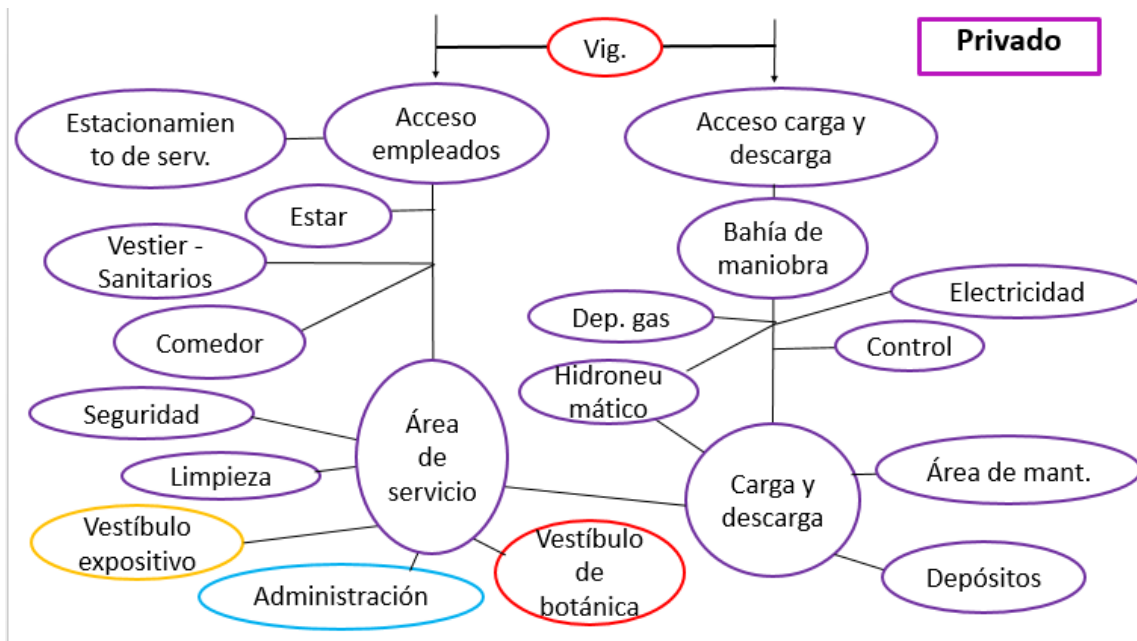 Vig.
Privado
Estacionamien
to de serv.
Acceso
empleados
Acceso carga y
descarga
Estar
Vestier -
Sanitarios
Bahía de
maniobra
Electricidad
Dep. gas
Comedor
Control
Hidroneu
mático
Seguridad
Área
de
servicio
Limpieza
Carga y
descarga
Área de mant.
Vestíbulo
expositivo
Administración
Vestíbulo
de
botánica
Depósitos